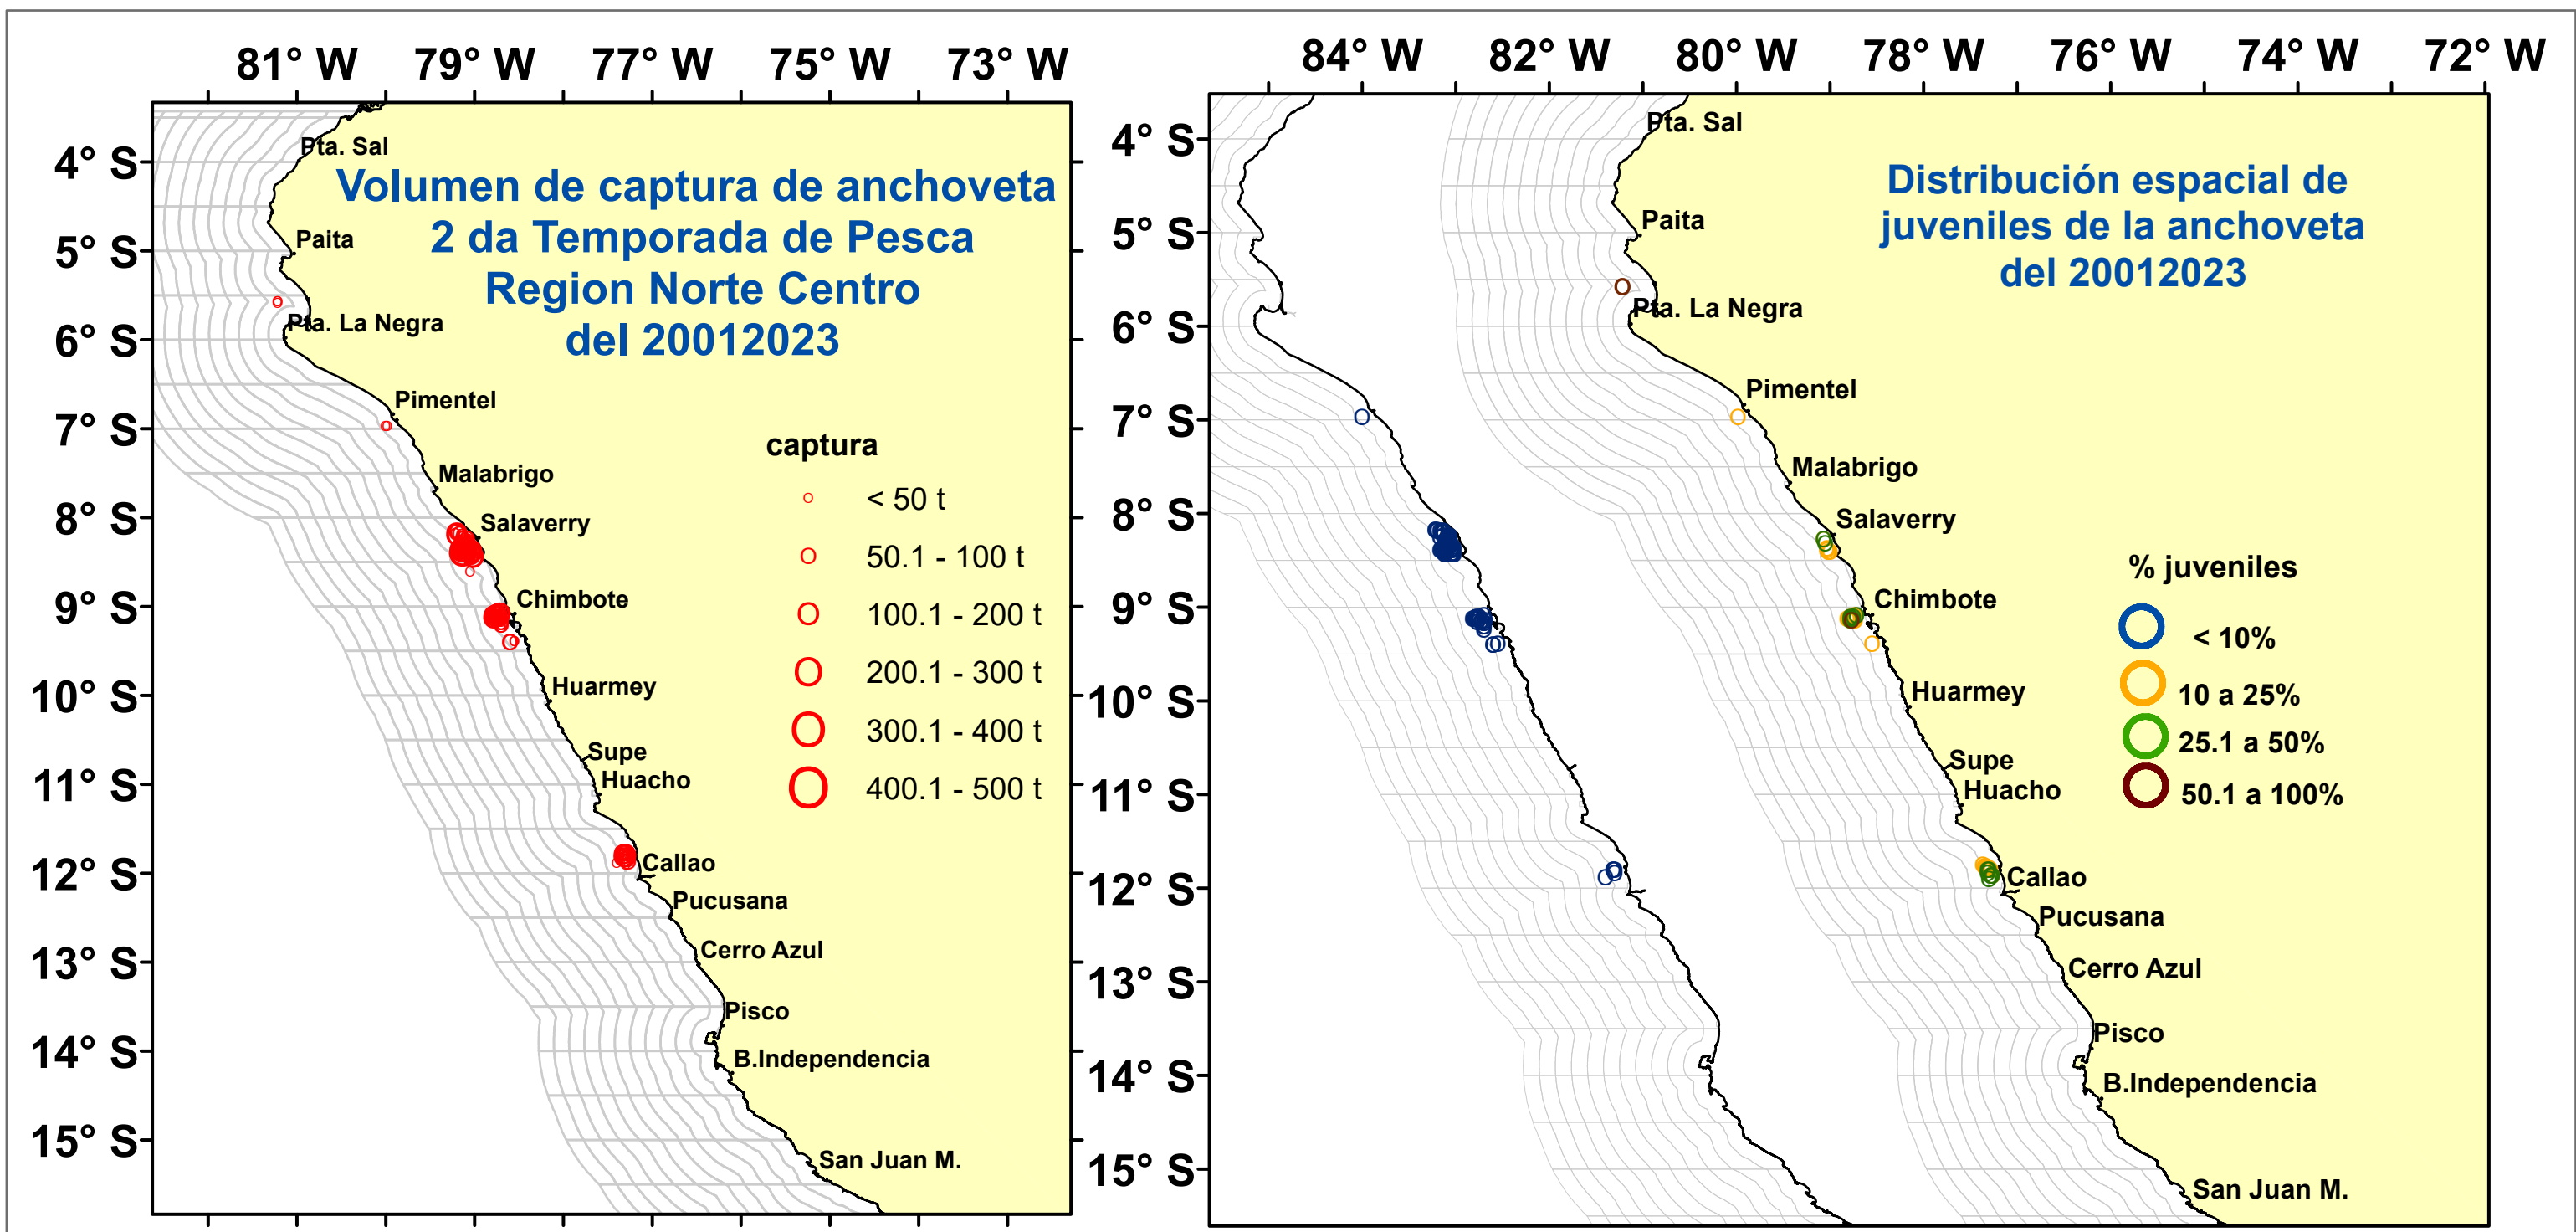 81° W 79° W 77° W 75° W 73° W
4° S
5° S
6° S
7° S
8° S
9° S
10° S
11° S
12° S
13° S
14° S
15° S
Volumen de captura de anchoveta
2 da Temporada de Pesca
Region Norte Centro
del 20012023
Pta. Sal
Paita
Pta. La Negra
Pimentel
Malabrigo
Salaverry
Chimbote
Huarmey
Supe
Huacho
Callao
Pucusana
Cerro Azul
Pisco
B.Independencia
San Juan M.
captura
< 50 t
50.1 - 100 t
100.1 - 200 t
200.1 - 300 t
300.1 - 400 t
400.1 - 500 t
84° W 82° W 80° W 78° W 76° W 74° W 72° W
4° S
5° S
6° S
7° S
8° S
9° S
10° S
11° S
12° S
13° S
14° S
15° S
Distribución espacial de
juveniles de la anchoveta
del 20012023
Pta. Sal
Paita
Pta. La Negra
Pimentel
Malabrigo
Salaverry
Chimbote
Huarmey
Supe
Huacho
Callao
Pucusana
Cerro Azul
Pisco
B.Independencia
San Juan M.
% juveniles
< 10%
10 a 25%
25.1 a 50%
50.1 a 100%